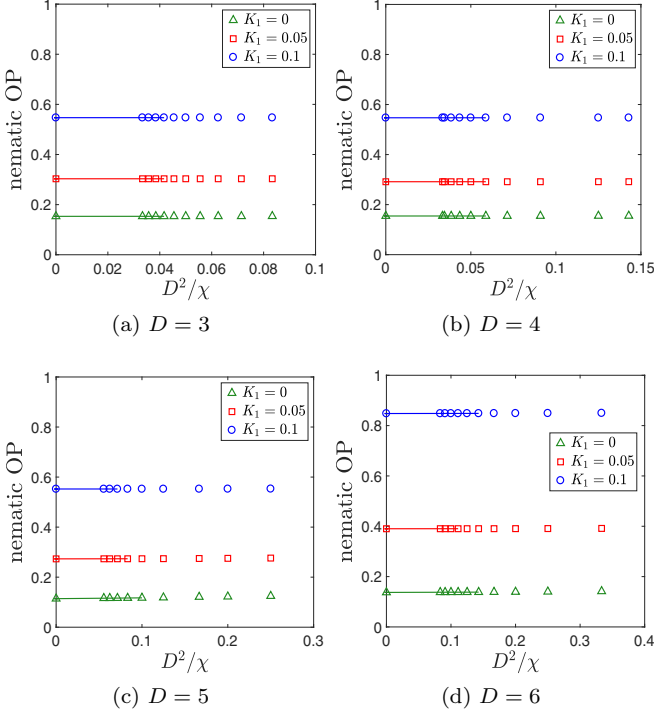 nematic OP
1
0.8
0.6
0.4
0.2
0
0
0.02
0.04
0.06
0.08
0.1
D²/χ
K₁ = 0
K₁ = 0.05
K₁ = 0.1
(a) D = 3
nematic OP
1
0.8
0.6
0.4
0.2
0
0
0.05
0.1
0.15
D²/χ
K₁ = 0
K₁ = 0.05
K₁ = 0.1
(b) D = 4
nematic OP
1
0.8
0.6
0.4
0.2
0
0
0.1
0.2
0.3
D²/χ
K₁ = 0
K₁ = 0.05
K₁ = 0.1
(c) D = 5
nematic OP
1
0.8
0.6
0.4
0.2
0
0
0.1
0.2
0.3
0.4
D²/χ
K₁ = 0
K₁ = 0.05
K₁ = 0.1
(d) D = 6